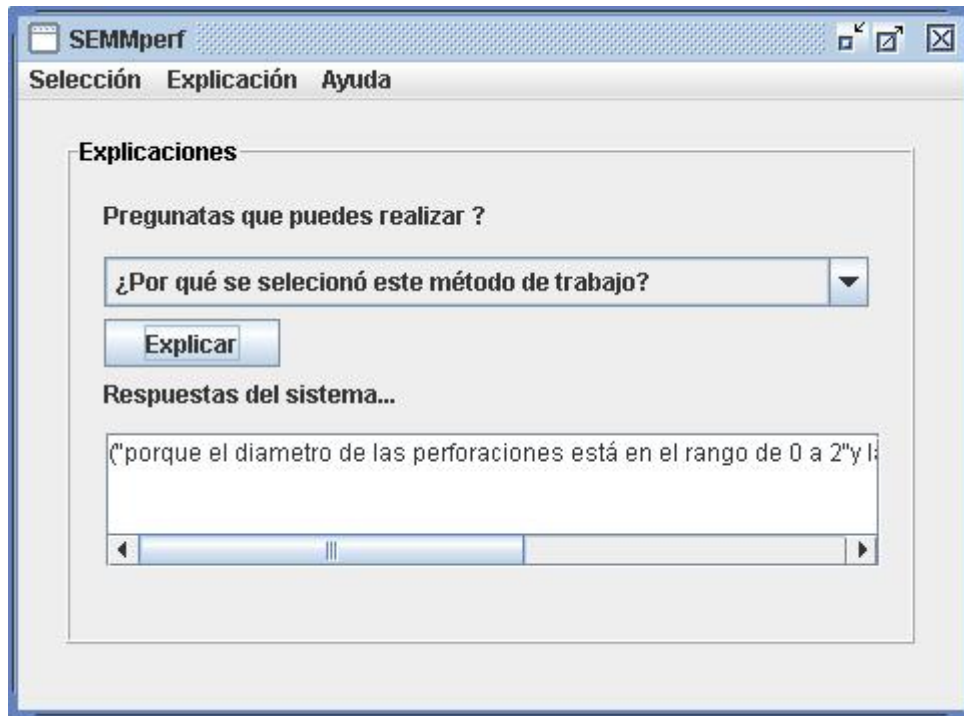 SEMMperf
Selección Explicación Ayuda
Explicaciones
Pregunatas que puedes realizar ?
¿Por qué se selecionó este método de trabajo?
Explicar
Respuestas del sistema...
("porque el diametro de las perforaciones está en el rango de 0 a 2"y